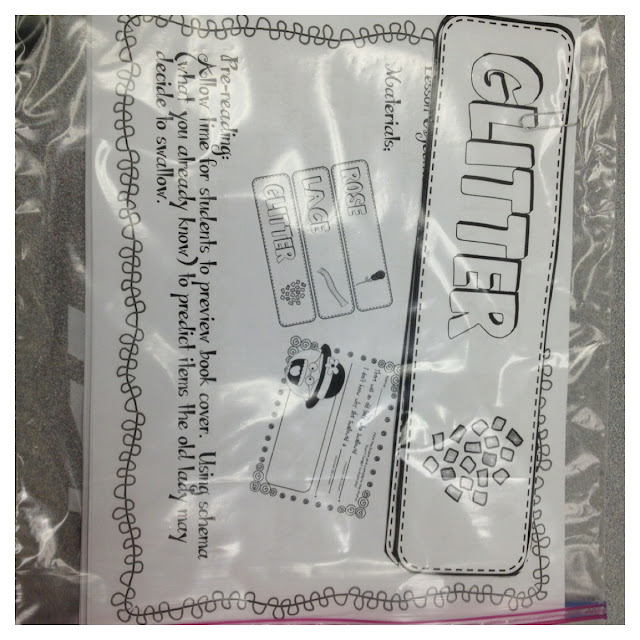 GLITTER
Lesson
Materials:
ROSE
LACE
GLITTER
Pre-reading:
Allow time for students to preview book cover. Using schema
(what you already know) to predict items the old lady may
decide to swallow.